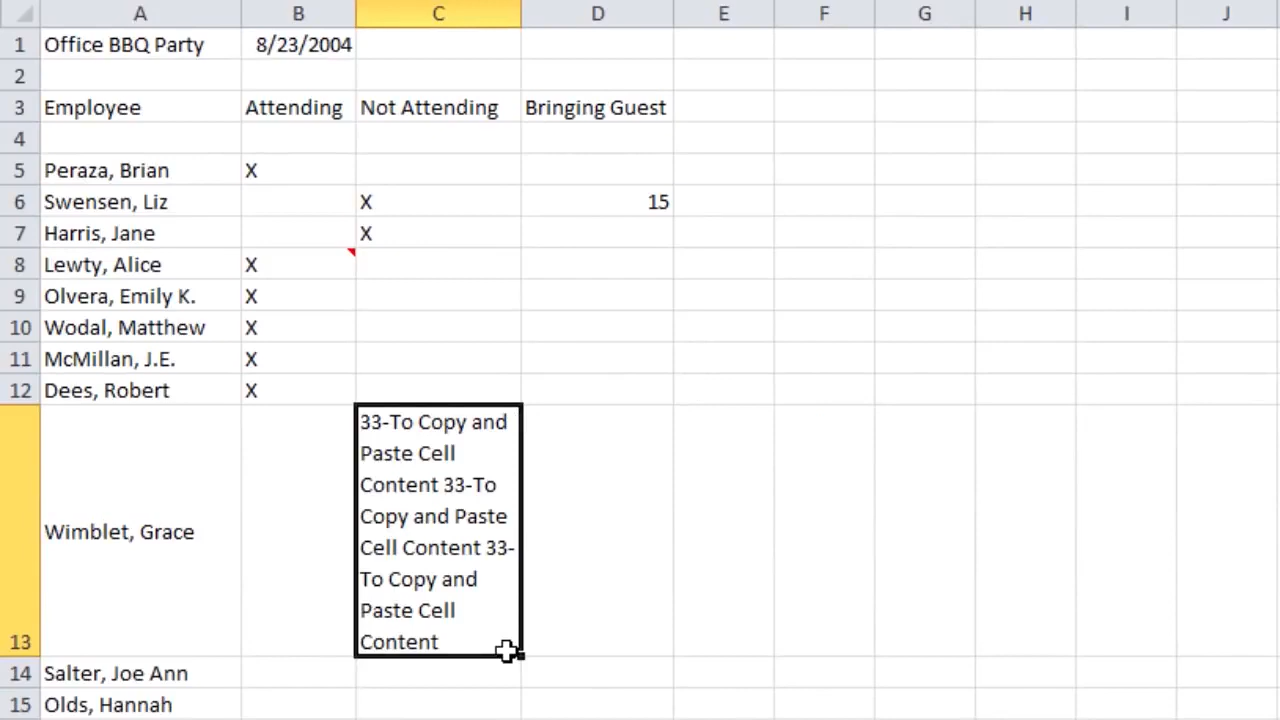 A B C D E F G H I J
1 Office BBQ Party 8/23/2004
2
3 Employee Attending Not Attending Bringing Guest
4
5 Peraza, Brian X
6 Swensen, Liz X 15
7 Harris, Jane X
8 Lewty, Alice X
9 Olvera, Emily K. X
10 Wodal, Matthew X
11 McMillan, J.E. X
12 Dees, Robert X
33-To Copy and
Paste Cell
Content 33-To
Copy and Paste
Wimblet, Grace
Cell Content 33-
To Copy and
Paste Cell
13 Content
14 Salter, Joe Ann
15 Olds, Hannah